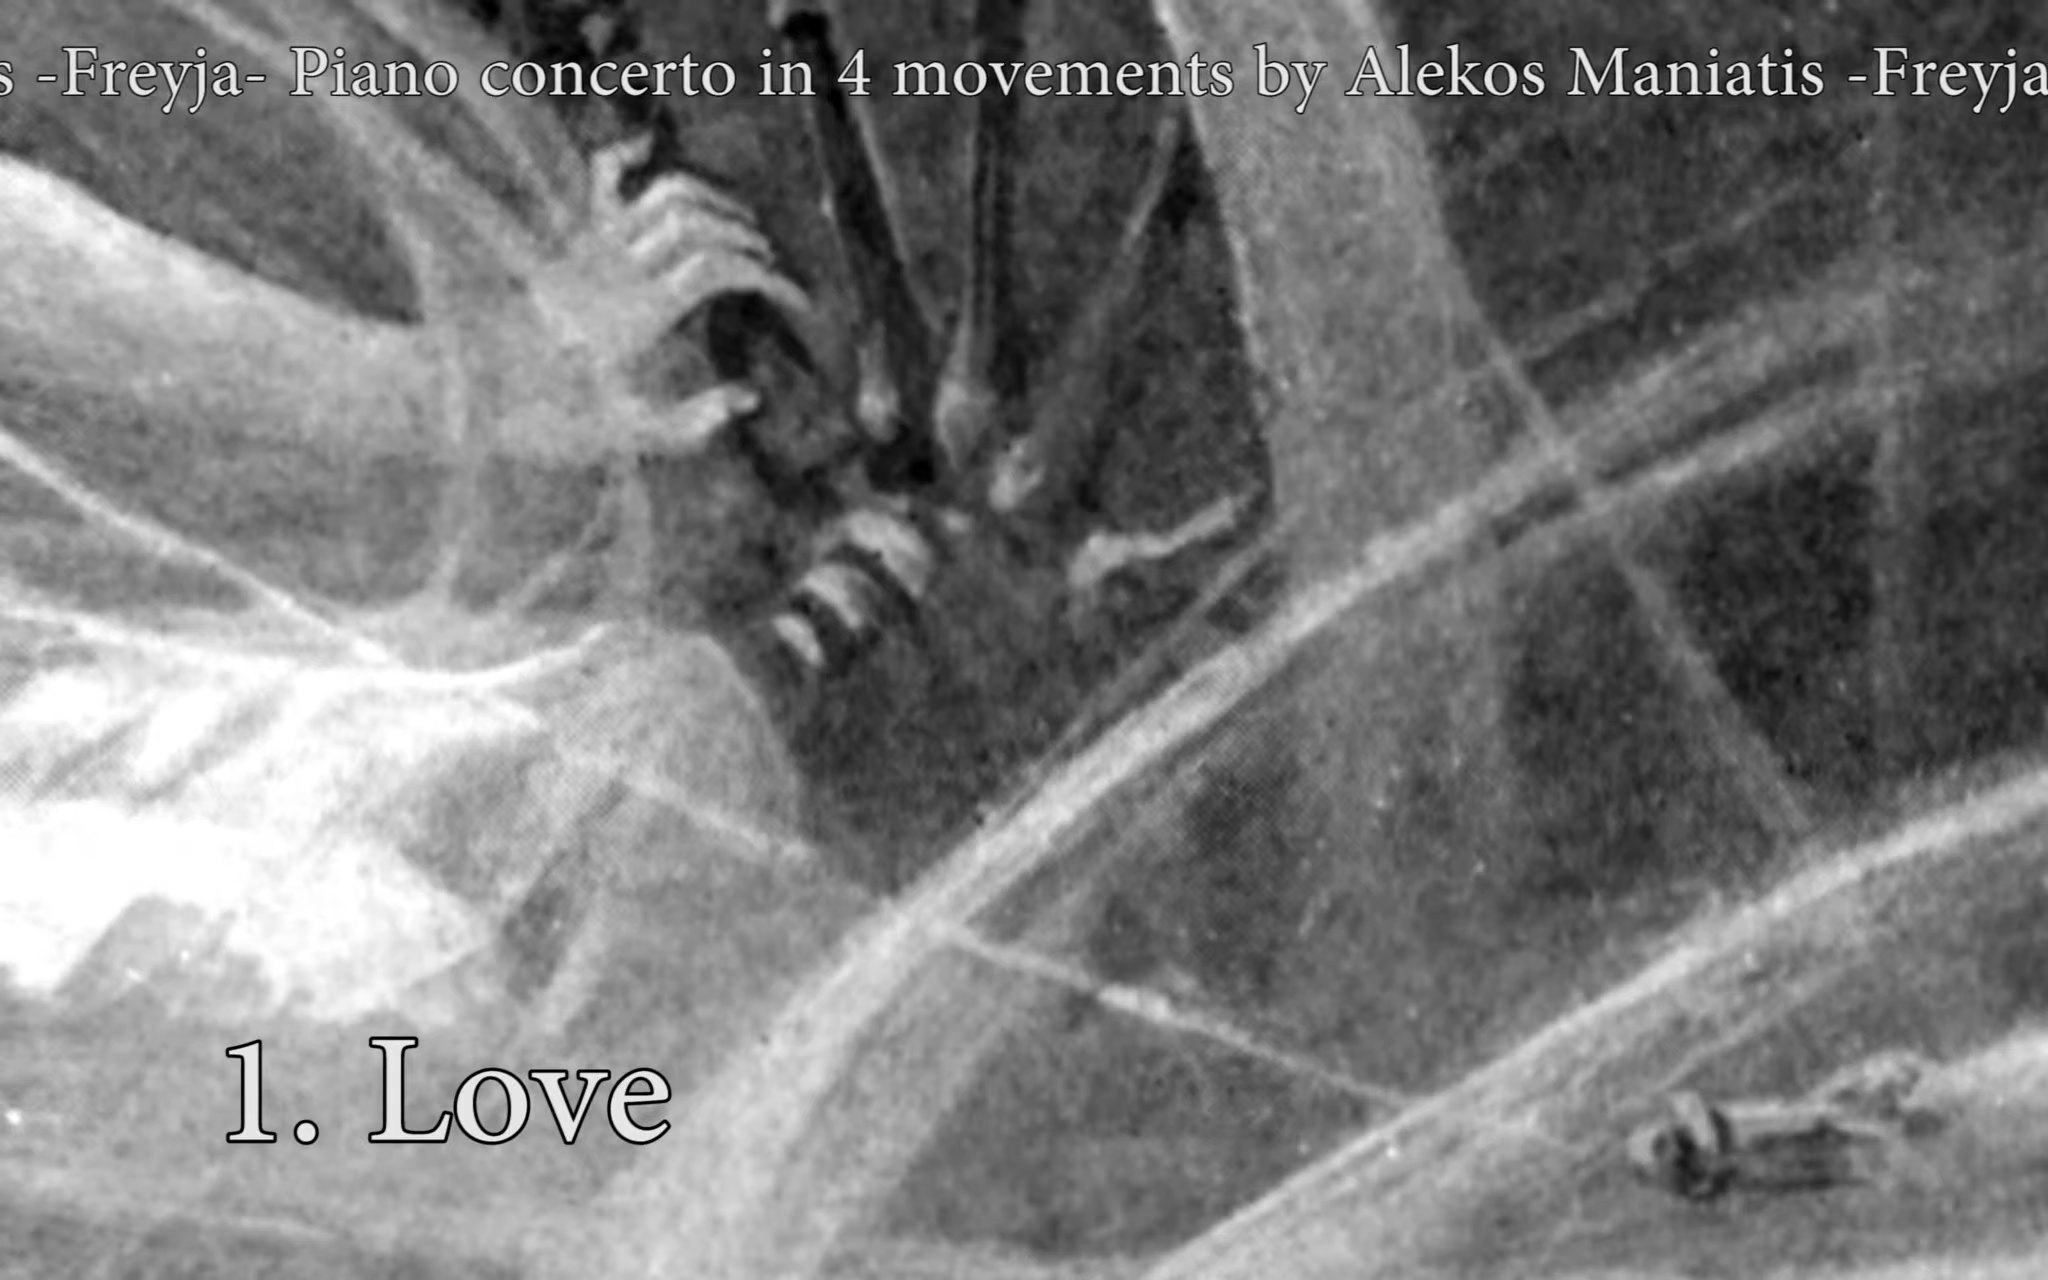 s -Freyja- Piano concerto in 4 movements by Alekos Maniatis -Freyja
1. Love